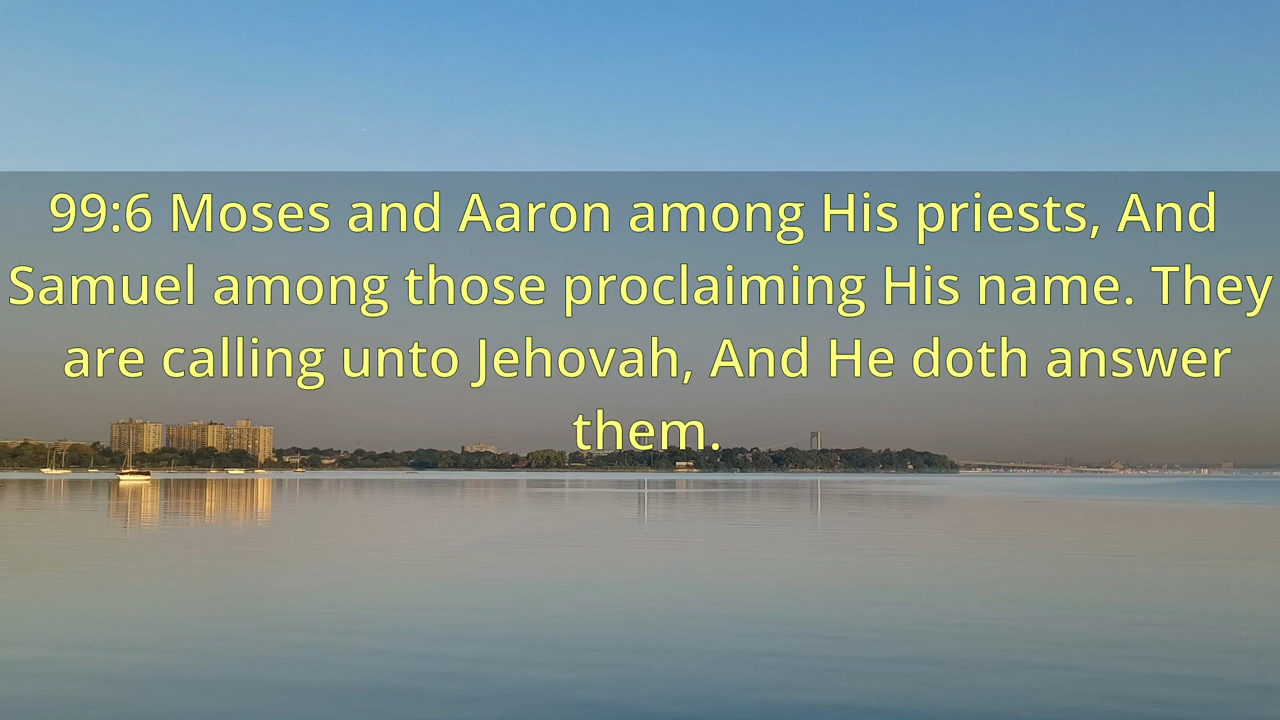 99:6 Moses and Aaron among His priests, And
Samuel among those proclaiming His name. They
are calling unto Jehovah, And He doth answer
them.